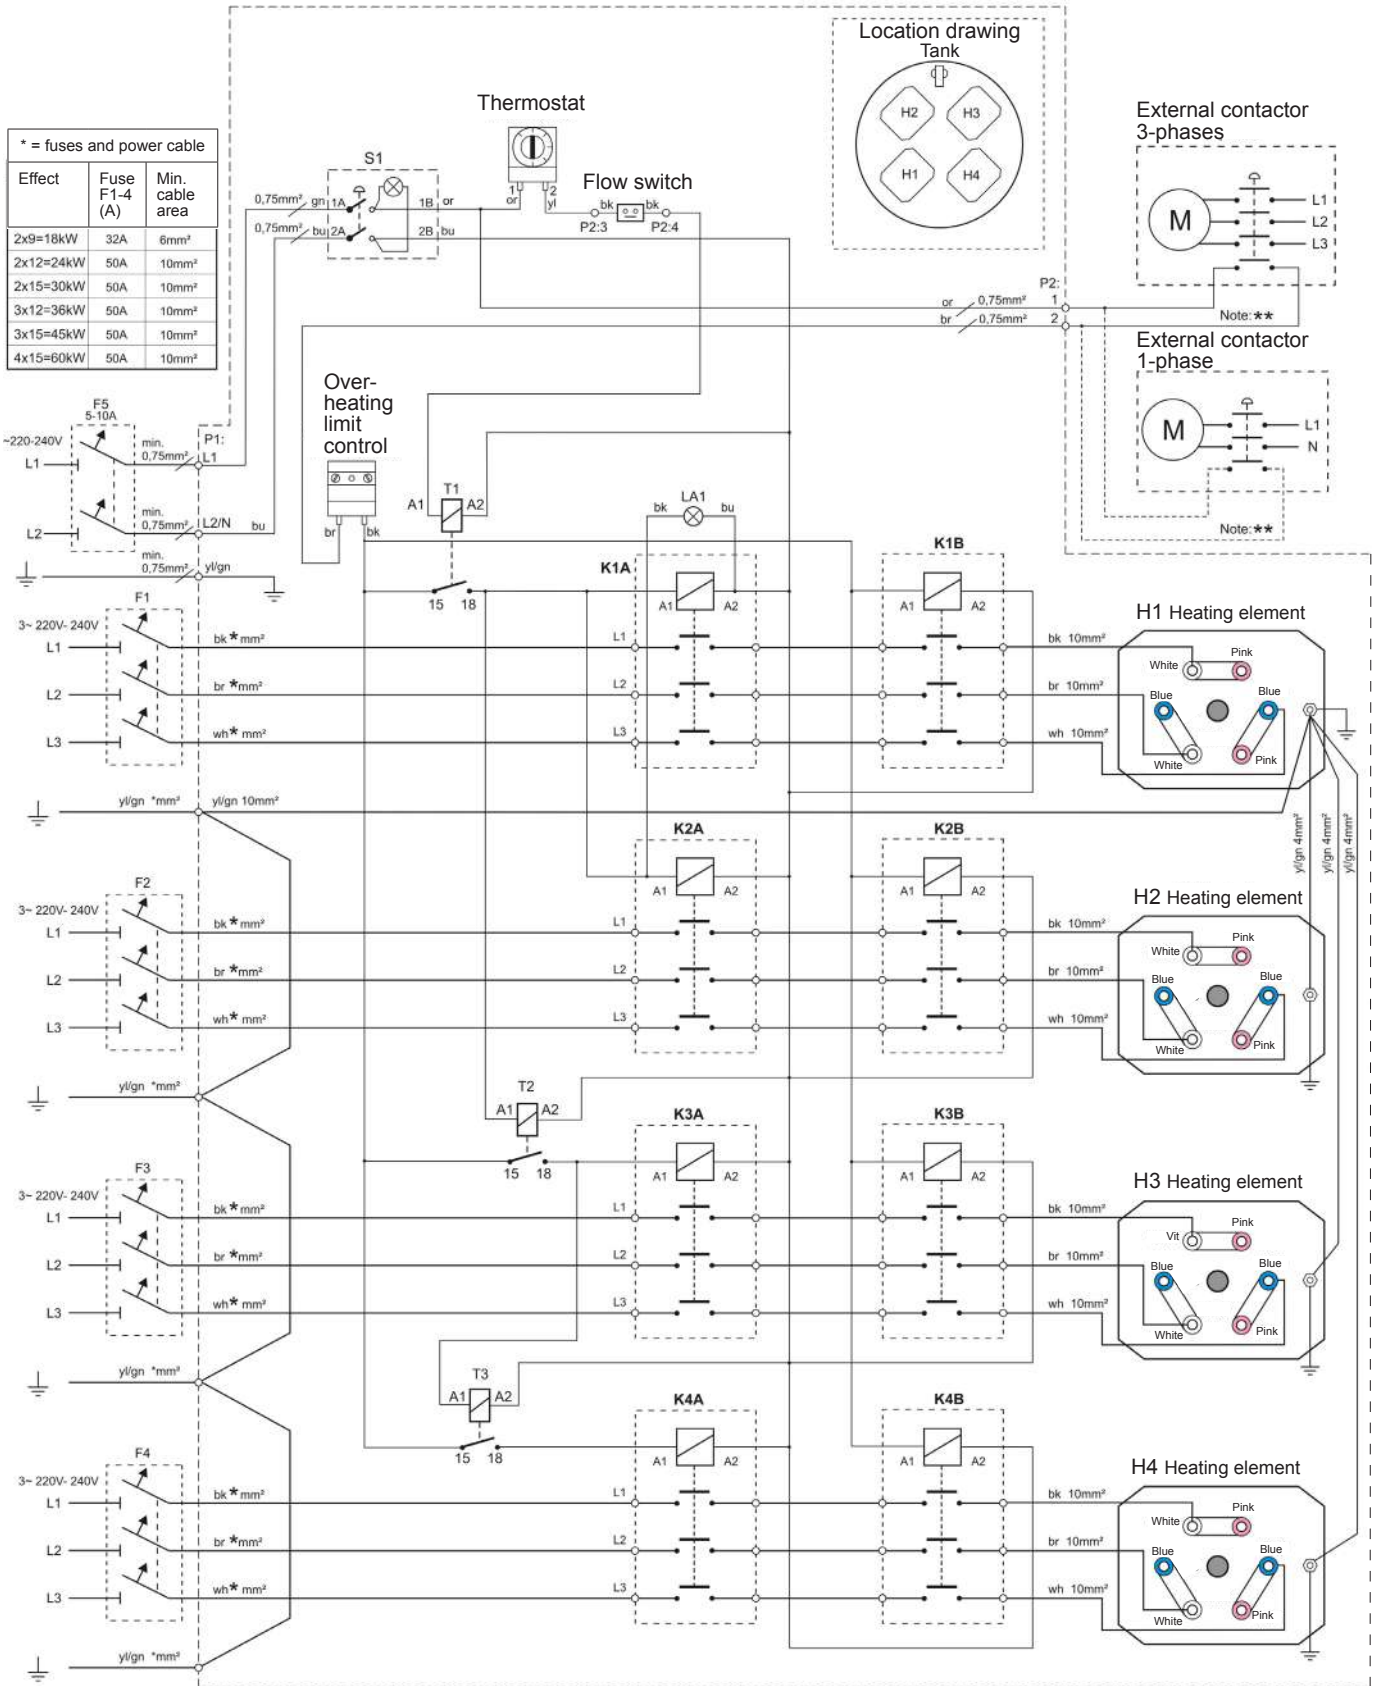 Location drawing
Tank
H2 H3
H1 H4
External contactor
3-phases
M
L1
L2
L3
Note: **
External contactor
1-phase
M
L1
N
Note: **
* = fuses and power cable
Effect Fuse F1-4 (A) Min. cable area
2x9=18kW 32A 6mm²
2x12=24kW 50A 10mm²
2x15=30kW 50A 10mm²
3x12=36kW 50A 10mm²
3x15=45kW 50A 10mm²
4x15=60kW 50A 10mm²
Thermostat
1 2
or yl
S1
0,75mm² gn 1A 1B or
0,75mm² bu 2A 2B bu
Flow switch
bk bk
P2:3 P2:4
P2:
or 0,75mm² 1
br 0,75mm² 2
Over-
heating
limit
control
br bk
F5
5-10A
~220-240V
L1
min.
0,75mm²
P1:
L1
L2
min.
0,75mm²
L2/N bu
min.
0,75mm²
yl/gn
T1
A1 A2
15 18
LA1
bk bu
K1A
A1 A2
K1B
A1 A2
F1
3~ 220V- 240V
L1 bk * mm² L1 bk 10mm²
L2 br * mm² L2 br 10mm²
L3 wh * mm² L3 wh 10mm²
H1 Heating element
White Pink
Blue Blue
White Pink
yl/gn *mm² yl/gn 10mm²
yl/gn 4mm²
yl/gn 4mm²
yl/gn 4mm²
K2A
A1 A2
K2B
A1 A2
F2
3~ 220V- 240V
L1 bk * mm² L1 bk 10mm²
L2 br * mm² L2 br 10mm²
L3 wh * mm² L3 wh 10mm²
H2 Heating element
White Pink
Blue Blue
White Pink
yl/gn *mm²
T2
A1 A2
15 18
K3A
A1 A2
K3B
A1 A2
F3
3~ 220V- 240V
L1 bk * mm² L1 bk 10mm²
L2 br * mm² L2 br 10mm²
L3 wh * mm² L3 wh 10mm²
H3 Heating element
Vit Pink
Blue Blue
White Pink
yl/gn *mm²
T3
A1 A2
15 18
K4A
A1 A2
K4B
A1 A2
F4
3~ 220V- 240V
L1 bk * mm² L1 bk 10mm²
L2 br * mm² L2 br 10mm²
L3 wh * mm² L3 wh 10mm²
H4 Heating element
White Pink
Blue Blue
White Pink
yl/gn *mm²